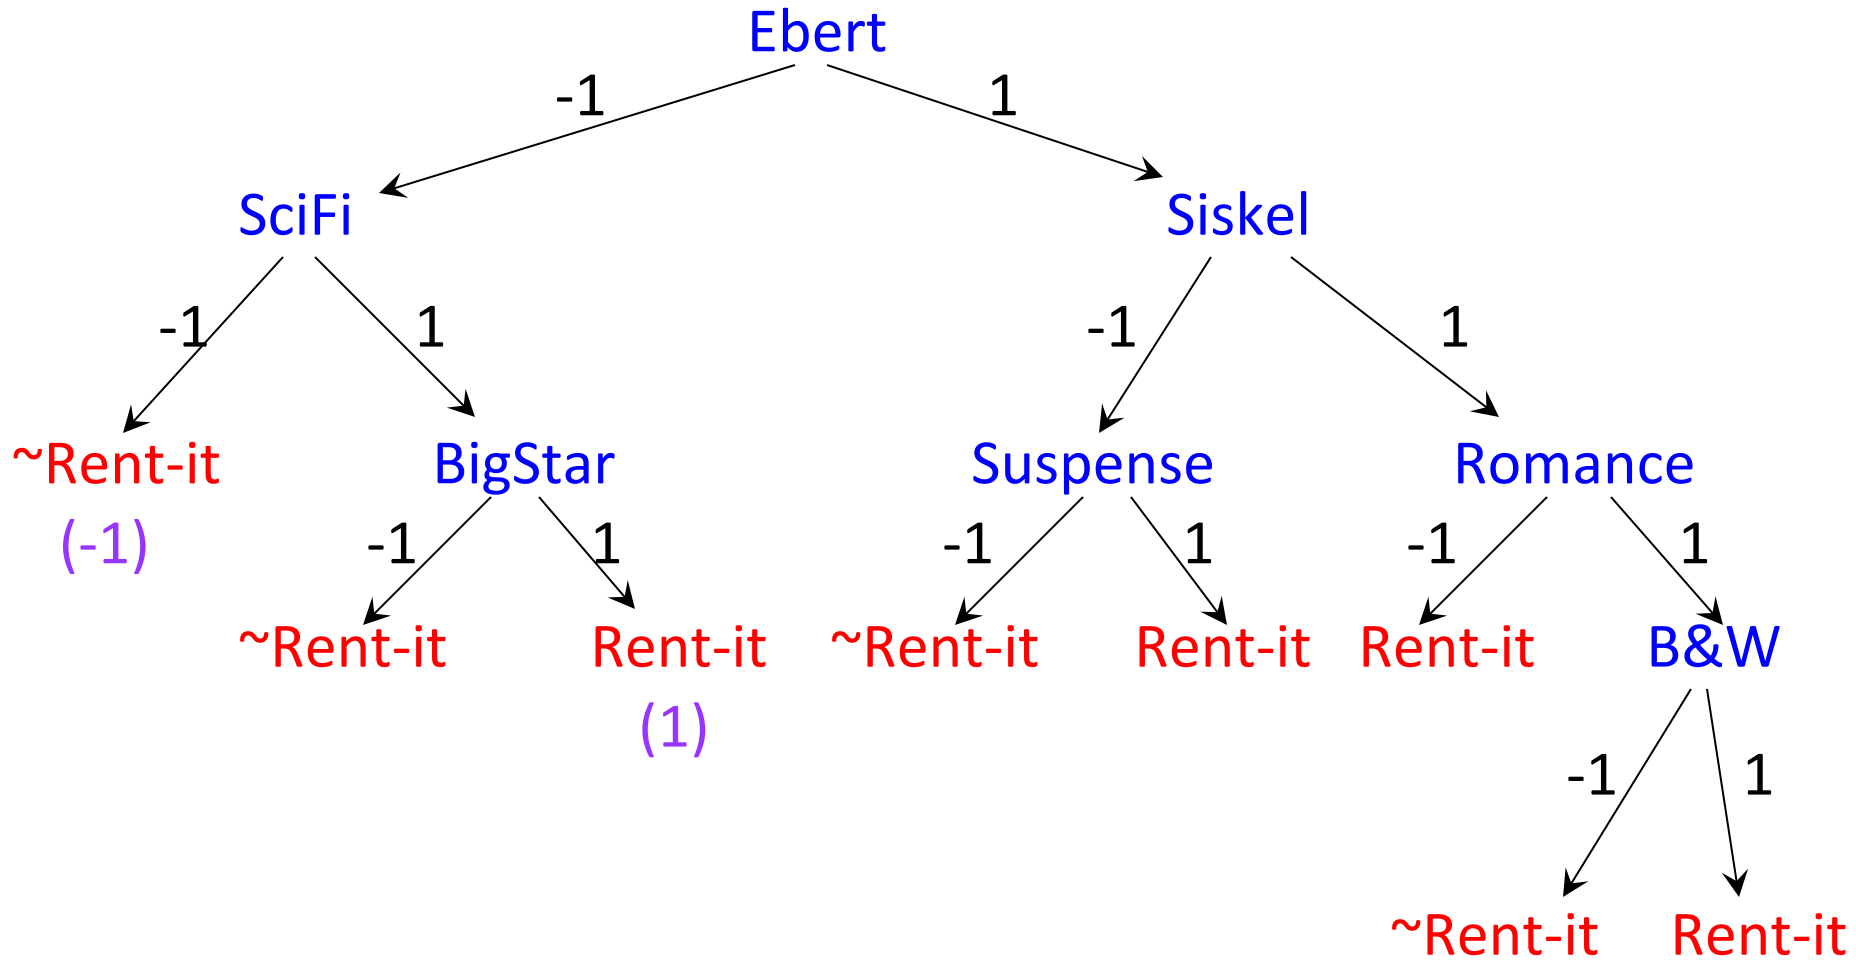 Ebert
-1 1
SciFi Siskel
-1 1 -1 1
~Rent-it BigStar Suspense Romance
(-1) -1 1 -1 1 -1 1
~Rent-it Rent-it ~Rent-it Rent-it Rent-it B&W
(1)
-1 1
~Rent-it Rent-it